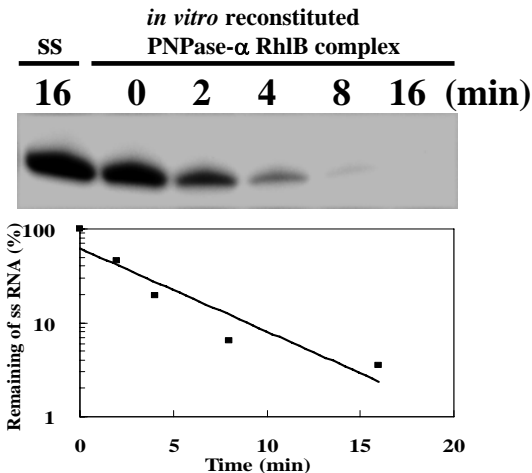 in vitro reconstituted
ss PNPase-α RhlB complex
16 0 2 4 8 16 (min)
Remaining of ss RNA (%)
100
10
1
0 5 10 15 20
Time (min)